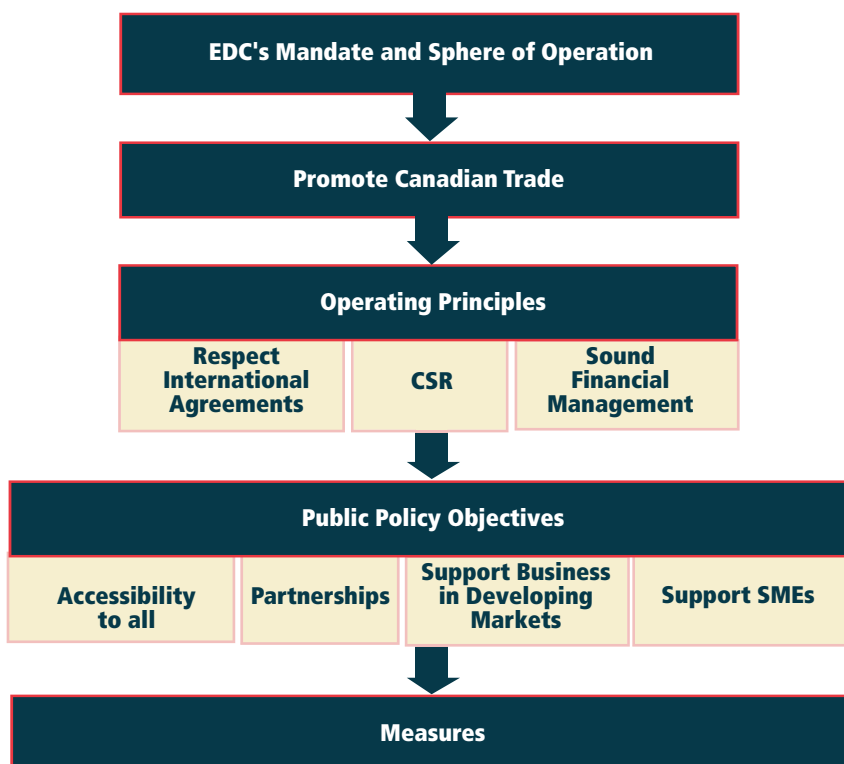 EDC's Mandate and Sphere of Operation
Promote Canadian Trade
Operating Principles
Respect
International
Agreements
CSR
Sound
Financial
Management
Public Policy Objectives
Accessibility
to all
Partnerships
Support Business
in Developing
Markets
Support SMEs
Measures